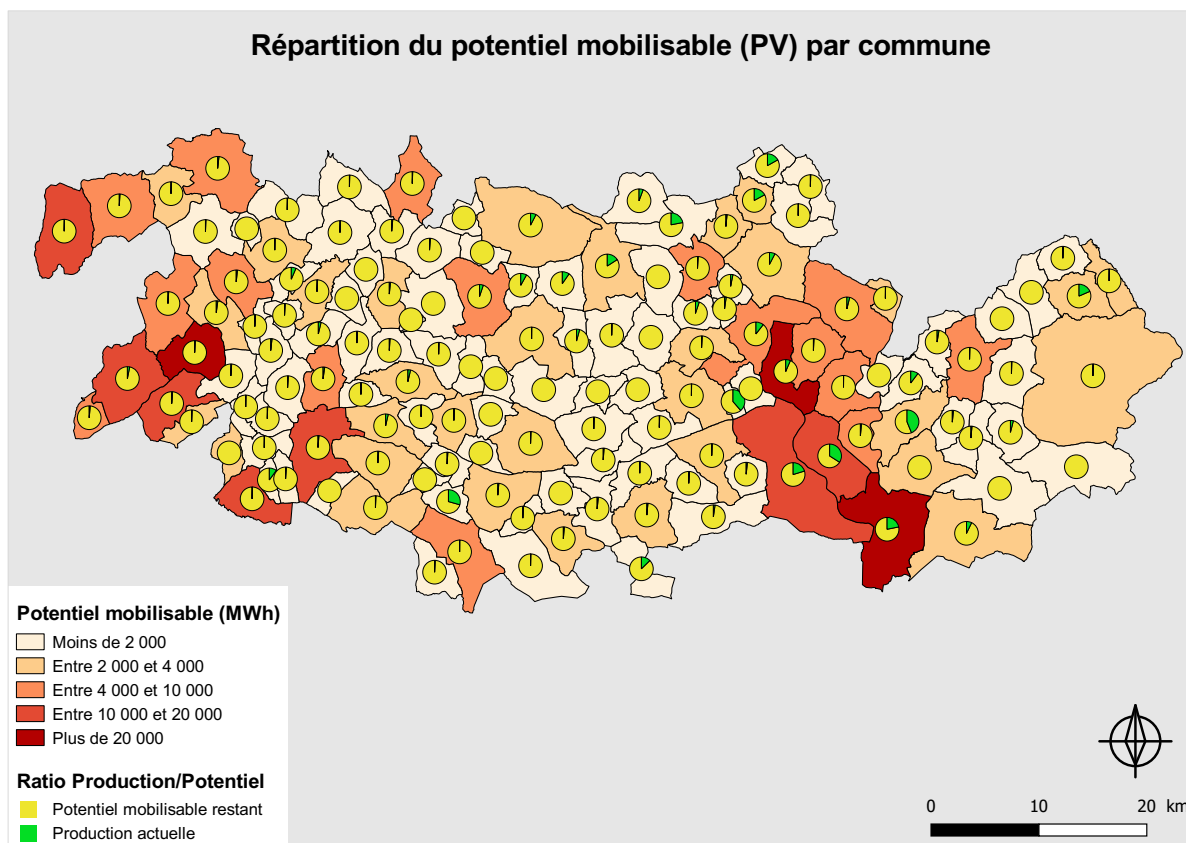 Répartition du potentiel mobilisable (PV) par commune
Potentiel mobilisable (MWh)
Moins de 2 000
Entre 2 000 et 4 000
Entre 4 000 et 10 000
Entre 10 000 et 20 000
Plus de 20 000
Ratio Production/Potentiel
Potentiel mobilisable restant
Production actuelle
0 10 20 km